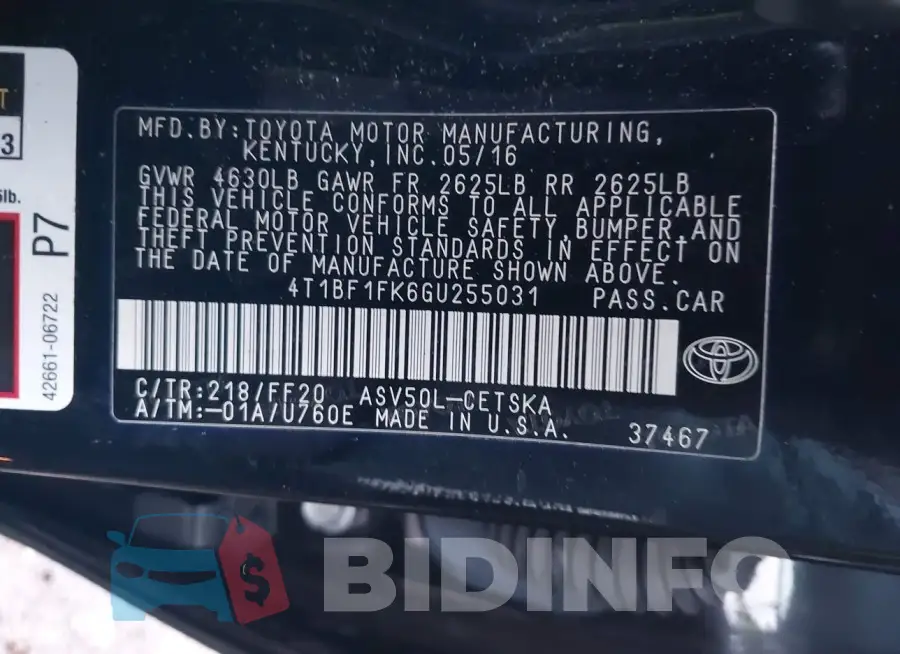 T
3
5lb.
P7
42661-06722
MFD.BY:TOYOTA MOTOR MANUFACTURING,
KENTUCKY,INC.05/16
GVWR 4630LB GAWR FR 2625LB RR 2625LB
THIS VEHICLE CONFORMS TO ALL APPLICABLE
FEDERAL MOTOR VEHICLE SAFETY,BUMPER,AND
THEFT PREVENTION STANDARDS IN EFFECT ON
THE DATE OF MANUFACTURE SHOWN ABOVE.
4T1BF1FK6GU255031 PASS.CAR
C/TR:218/FF20 ASV50L-CETSKA
A/TM:-01A/U760E MADE IN U.S.A. 37467
$ BIDINFO